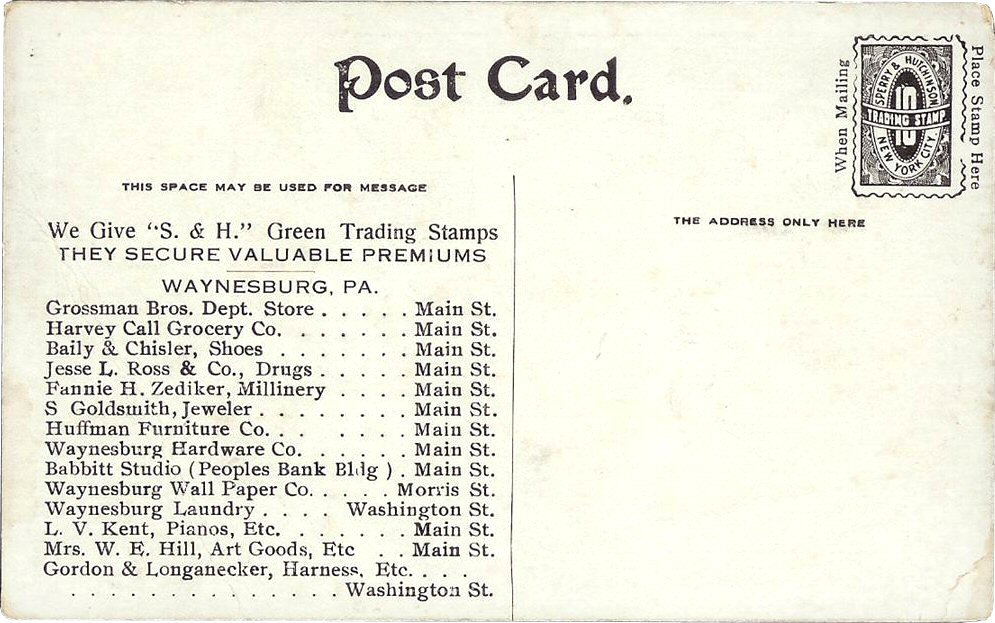 Post Card.
When Mailing
Place Stamp Here
SPERRY & HUTCHINSON
10
TRADING STAMP
10
NEW YORK CITY.
THIS SPACE MAY BE USED FOR MESSAGE
THE ADDRESS ONLY HERE
We Give "S. & H." Green Trading Stamps
THEY SECURE VALUABLE PREMIUMS
WAYNESBURG, PA.
Grossman Bros. Dept. Store . . . . . Main St.
Harvey Call Grocery Co. . . . . . . Main St.
Baily & Chisler, Shoes . . . . . . . Main St.
Jesse L. Ross & Co., Drugs . . . . . Main St.
Fannie H. Zediker, Millinery . . . . Main St.
S Goldsmith, Jeweler . . . . . . . . Main St.
Huffman Furniture Co. . . . . . . Main St.
Waynesburg Hardware Co. . . . . . Main St.
Babbitt Studio (Peoples Bank Bldg ) . Main St.
Waynesburg Wall Paper Co. . . . . Morris St.
Waynesburg Laundry . . . . Washington St.
L. V. Kent, Pianos, Etc. . . . . . . Main St.
Mrs. W. E. Hill, Art Goods, Etc . . Main St.
Gordon & Longanecker, Harness, Etc. . . .
. . . . . . . . . . . . . . Washington St.